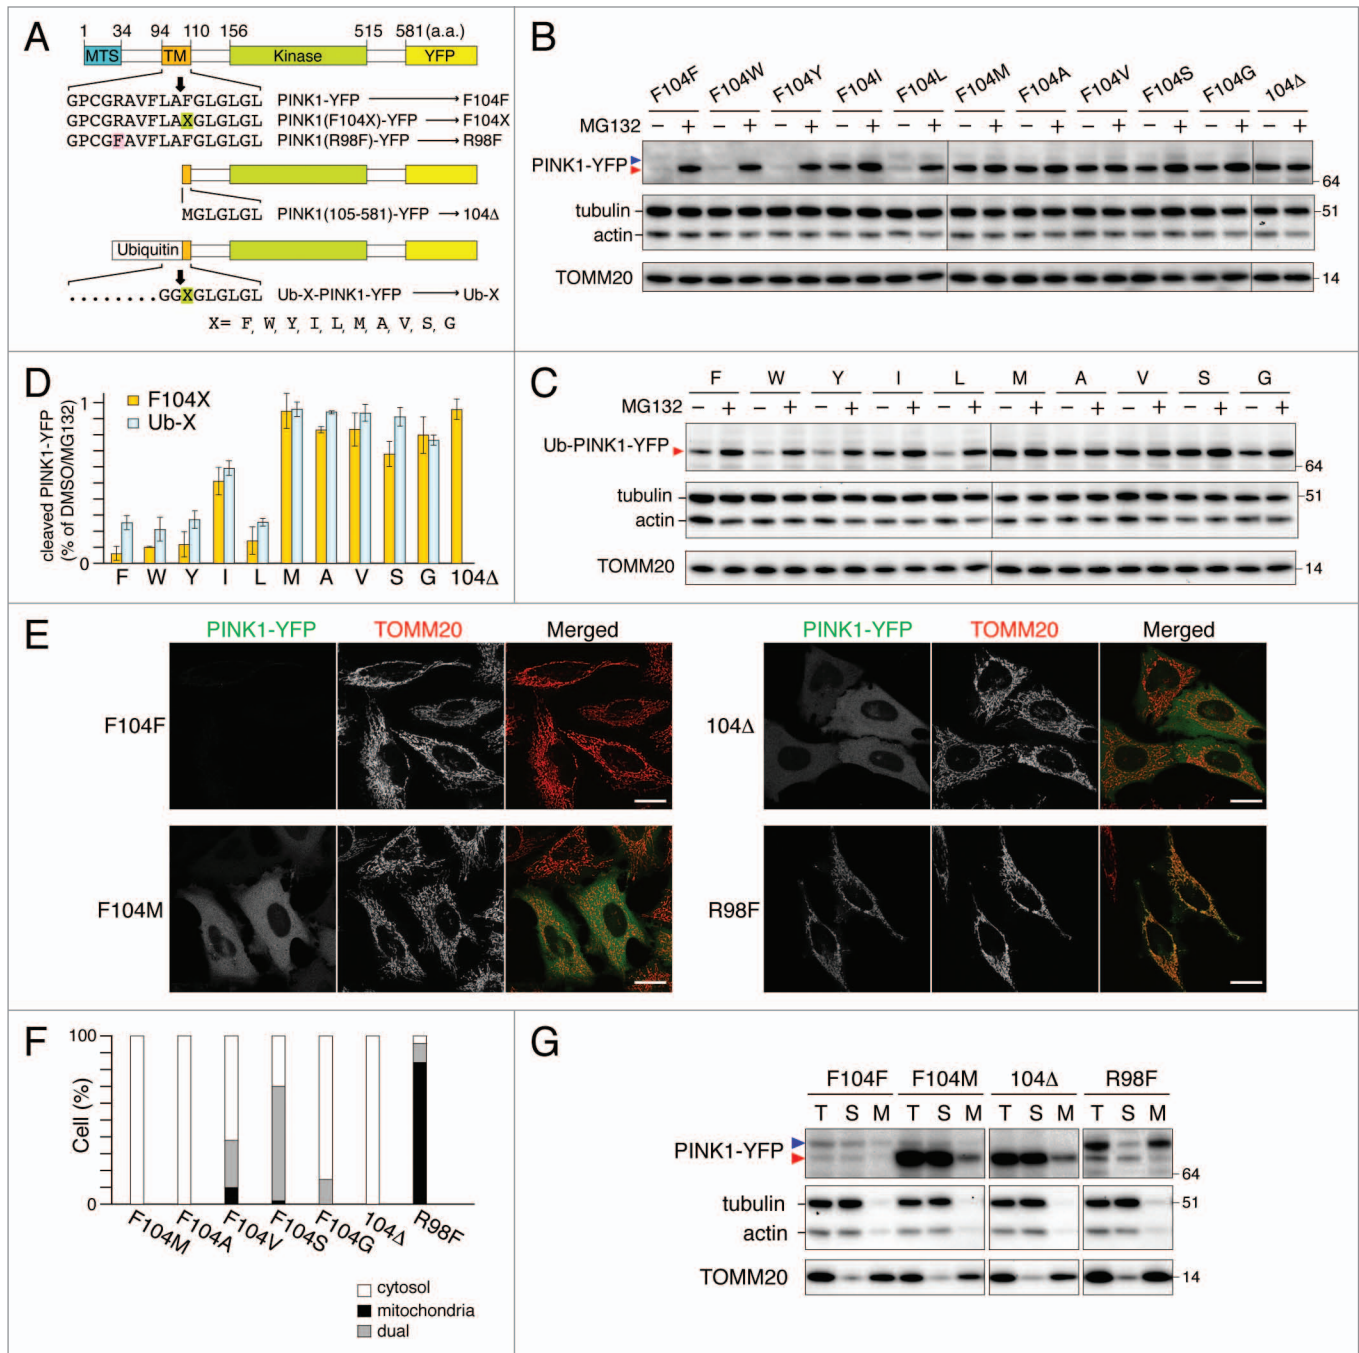 A
1 34 94 110 156 515 581(a.a.)
MTS TM Kinase YFP
GPCGRAVFLAFGLGLGL PINK1-YFP → F104F
GPCGRAVFLAXGLGLGL PINK1(F104X)-YFP → F104X
GPCGFAVFLAFGLGLGL PINK1(R98F)-YFP → R98F
MGLGLGL PINK1(105-581)-YFP → 104Δ
Ubiquitin
.........GGXGLGLGL Ub-X-PINK1-YFP → Ub-X
X= F, W, Y, I, L, M, A, V, S, G
B
F104F F104W F104Y F104I F104L F104M F104A F104V F104S F104G 104Δ
MG132 − + − + − + − + − + − + − + − + − + − + − +
PINK1-YFP
64
tubulin 51
actin
TOMM20 14
D
cleaved PINK1-YFP
(% of DMSO/MG132)
1
F104X
Ub-X
0
F W Y I L M A V S G 104Δ
C
F W Y I L M A V S G
MG132 − + − + − + − + − + − + − + − + − + − +
Ub-PINK1-YFP
64
tubulin 51
actin
TOMM20 14
E
PINK1-YFP TOMM20 Merged PINK1-YFP TOMM20 Merged
F104F 104Δ
F104M R98F
F
100
Cell (%)
0
F104M F104A F104V F104S F104G 104Δ R98F
cytosol
mitochondria
dual
G
F104F F104M 104Δ R98F
T S M T S M T S M T S M
PINK1-YFP
64
tubulin 51
actin
TOMM20 14